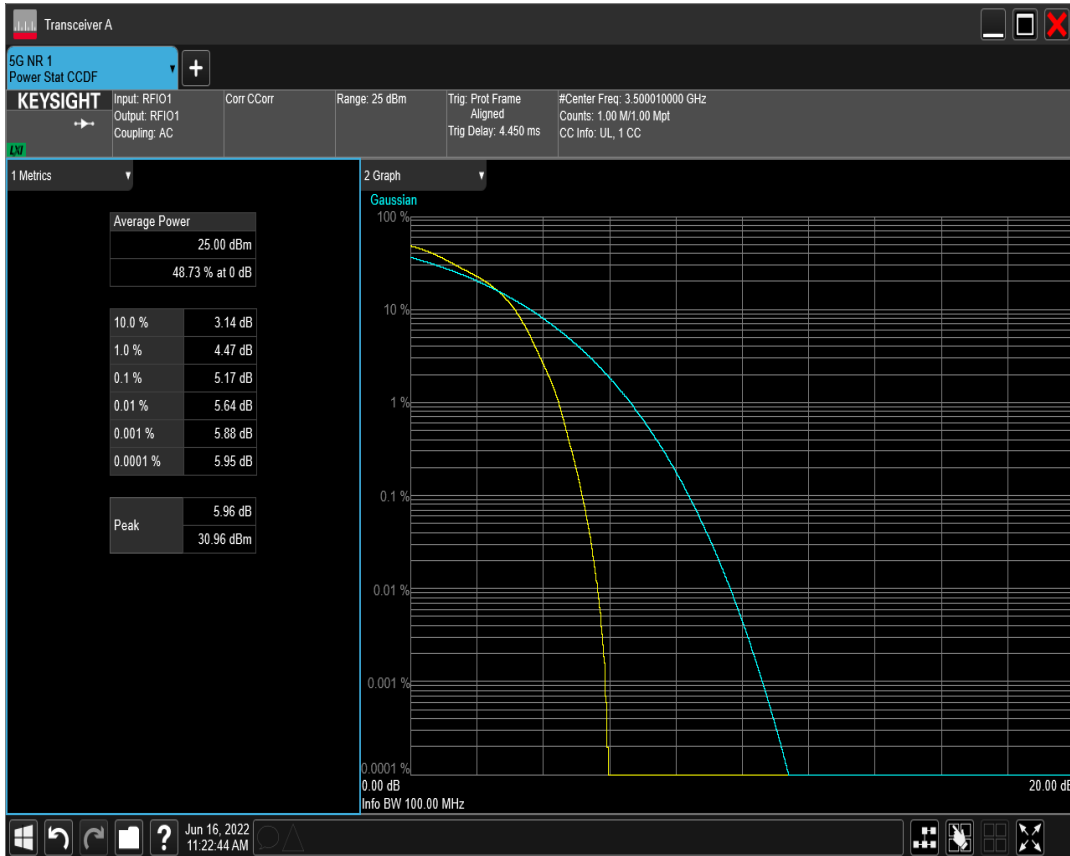 Transceiver A
5G NR 1
Power Stat CCDF
KEYSIGHT
LXI
Input: RFIO1
Output: RFIO1
Coupling: AC
Corr CCorr
Range: 25 dBm
Trig: Prot Frame
Aligned
Trig Delay: 4.450 ms
#Center Freq: 3.500010000 GHz
Counts: 1.00 M/1.00 Mpt
CC Info: UL, 1 CC
1 Metrics
Average Power
25.00 dBm
48.73 % at 0 dB
10.0 % 3.14 dB
1.0 % 4.47 dB
0.1 % 5.17 dB
0.01 % 5.64 dB
0.001 % 5.88 dB
0.0001 % 5.95 dB
Peak
5.96 dB
30.96 dBm
2 Graph
Gaussian
100 %
10 %
1 %
0.1 %
0.01 %
0.001 %
0.0001 %
0.00 dB 20.00 dB
Info BW 100.00 MHz
? Jun 16, 2022
11:22:44 AM